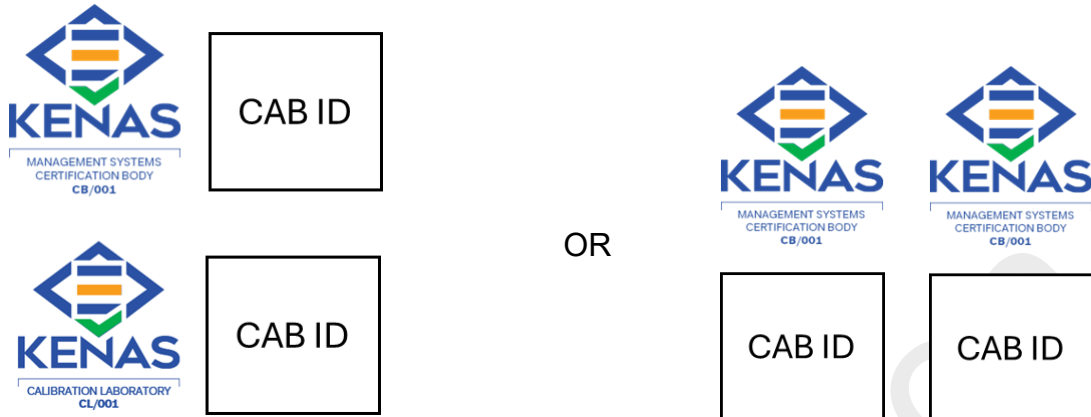 KENAS
MANAGEMENT SYSTEMS
CERTIFICATION BODY
CB/001
CAB ID
KENAS
CALIBRATION LABORATORY
CL/001
CAB ID
OR
KENAS
MANAGEMENT SYSTEMS
CERTIFICATION BODY
CB/001
KENAS
MANAGEMENT SYSTEMS
CERTIFICATION BODY
CB/001
CAB ID
CAB ID